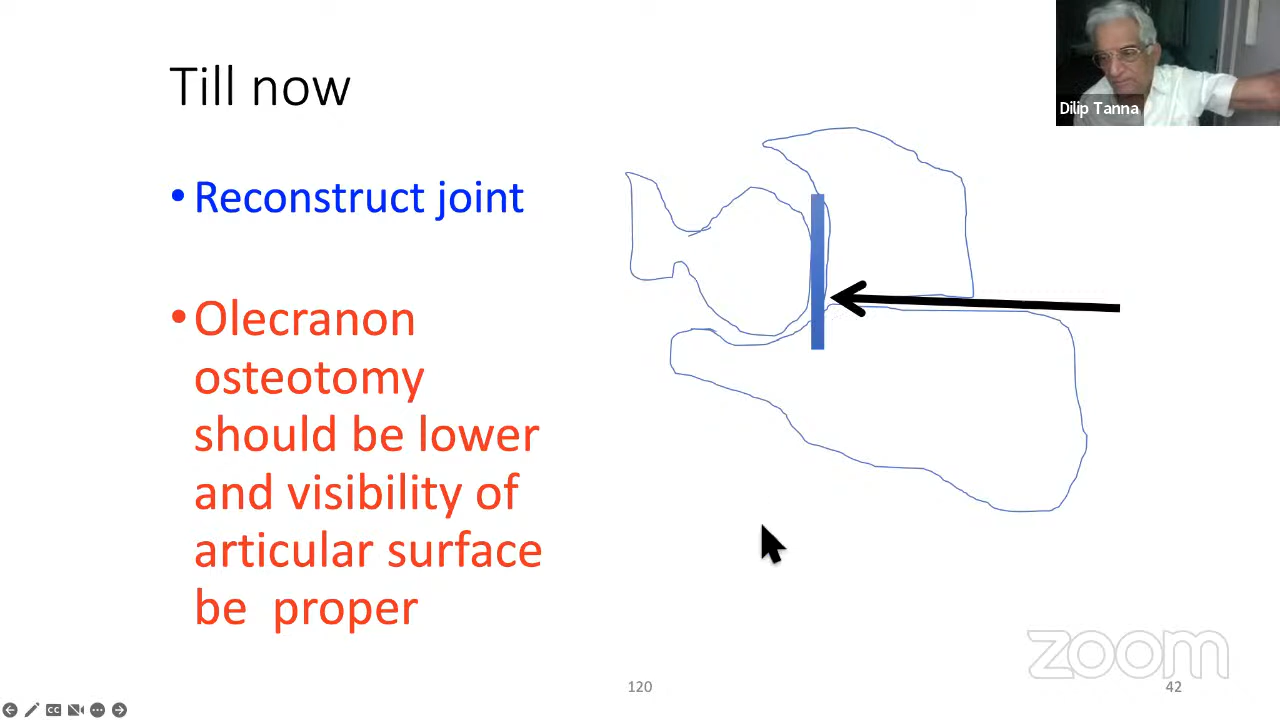 Till now
Dilip Tanna
• Reconstruct joint
• Olecranon
osteotomy
should be lower
and visibility of
articular surface
be proper
zoom
120
42
CC